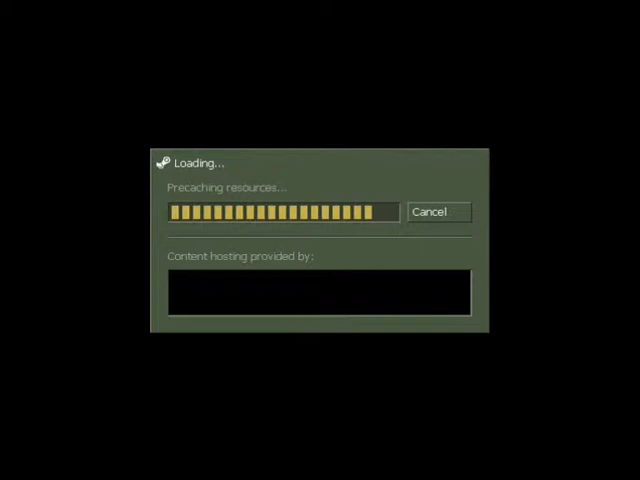 Loading...
Precaching resources...
Cancel
Content hosting provided by: